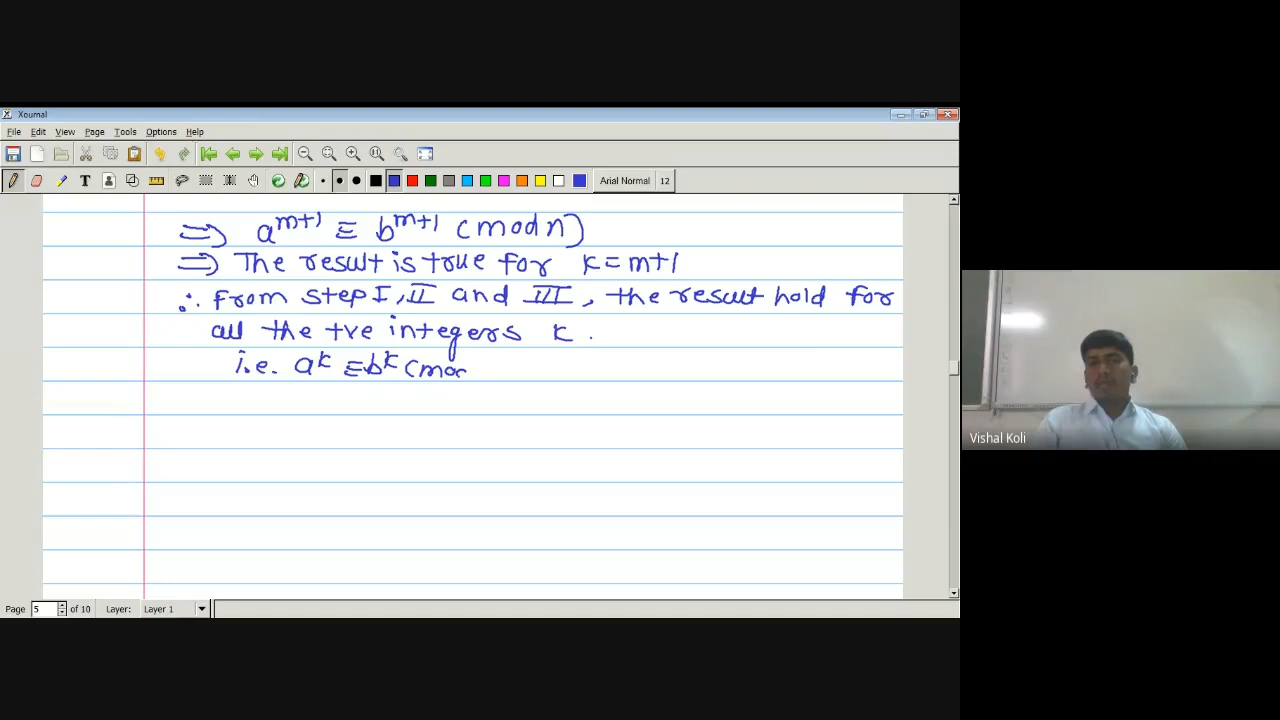 Xournal
File Edit View Page Tools Options Help
Arial Normal 12
⇒ a^{m+1} ≡ b^{m+1} (mod n)
⇒ The result is true for k = m+1
∴ From step I, II and III, the result hold for
all the +ve integers k.
i.e. a^k ≡ b^k (mod
Vishal Koli
Page 5 of 10 Layer: Layer 1